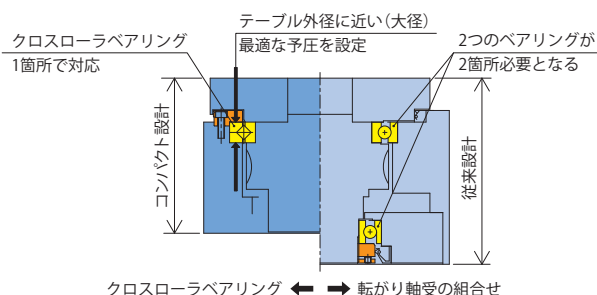 テーブル外径に近い（大径）
最適な予圧を設定
クロスローラベアリング
1箇所で対応
2つのベアリングが
2箇所必要となる
コンパクト設計
従来設計
クロスローラベアリング ← → 転がり軸受の組合せ